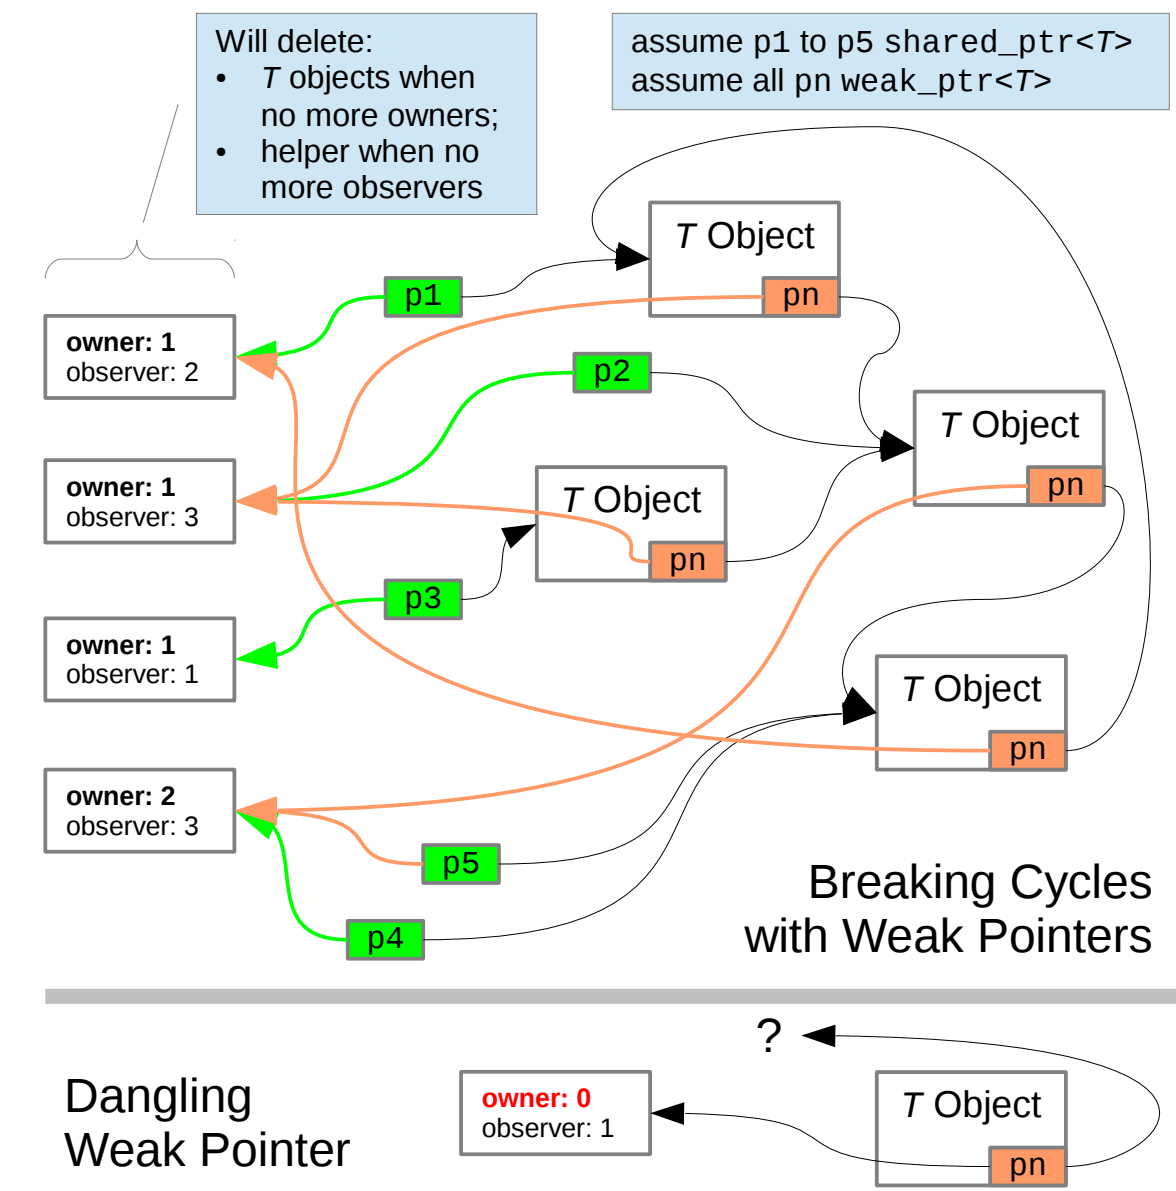 Will delete:
• T objects when
no more owners;
• helper when no
more observers
assume p1 to p5 shared_ptr<T>
assume all pn weak_ptr<T>
T Object
pn
p1
owner: 1
observer: 2
p2
T Object
pn
owner: 1
observer: 3
T Object
pn
p3
owner: 1
observer: 1
T Object
pn
owner: 2
observer: 3
p5
p4
Breaking Cycles
with Weak Pointers
?
Dangling
Weak Pointer
owner: 0
observer: 1
T Object
pn